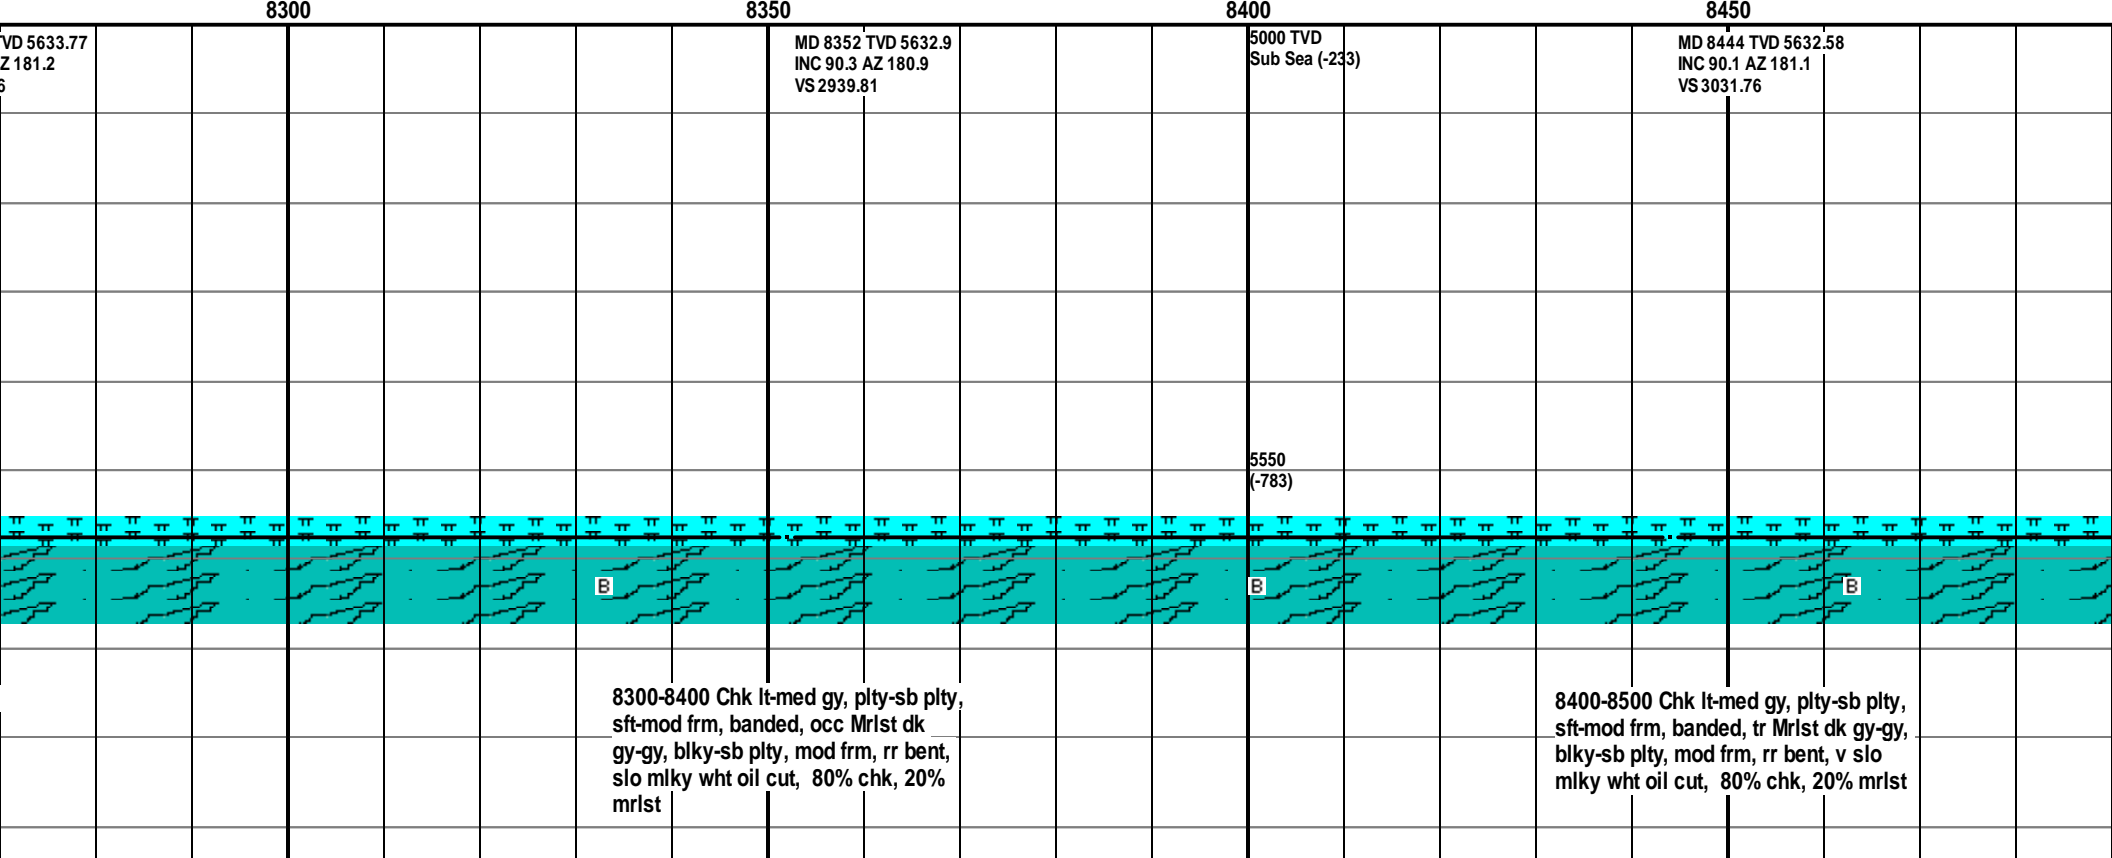 8300 8350 8400 8450
TVD 5633.77
Z 181.2
6
MD 8352 TVD 5632.9
INC 90.3 AZ 180.9
VS 2939.81
5000 TVD
Sub Sea (-233)
MD 8444 TVD 5632.58
INC 90.1 AZ 181.1
VS 3031.76
5550
(-783)
B B B
8300-8400 Chk lt-med gy, plty-sb plty,
sft-mod frm, banded, occ Mrlst dk
gy-gy, blky-sb plty, mod frm, rr bent,
slo mlky wht oil cut, 80% chk, 20%
mrlst
8400-8500 Chk lt-med gy, plty-sb plty,
sft-mod frm, banded, tr Mrlst dk gy-gy,
blky-sb plty, mod frm, rr bent, v slo
mlky wht oil cut, 80% chk, 20% mrlst